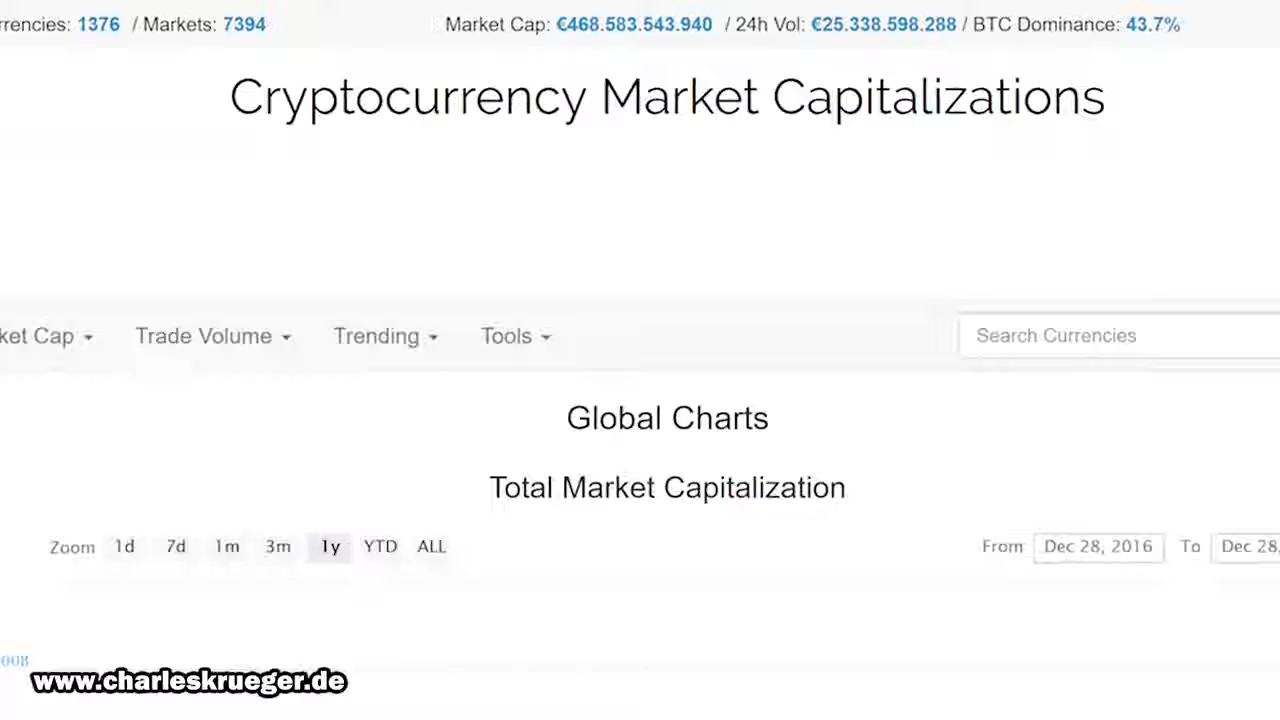 rrencies: 1376 / Markets: 7394 Market Cap: €468.583.543.940 / 24h Vol: €25.338.598.288 / BTC Dominance: 43.7%
Cryptocurrency Market Capitalizations
ket Cap Trade Volume Trending Tools Search Currencies
Global Charts
Total Market Capitalization
Zoom 1d 7d 1m 3m 1y YTD ALL From Dec 28, 2016 To Dec 28,
00B
www.charleskrueger.de